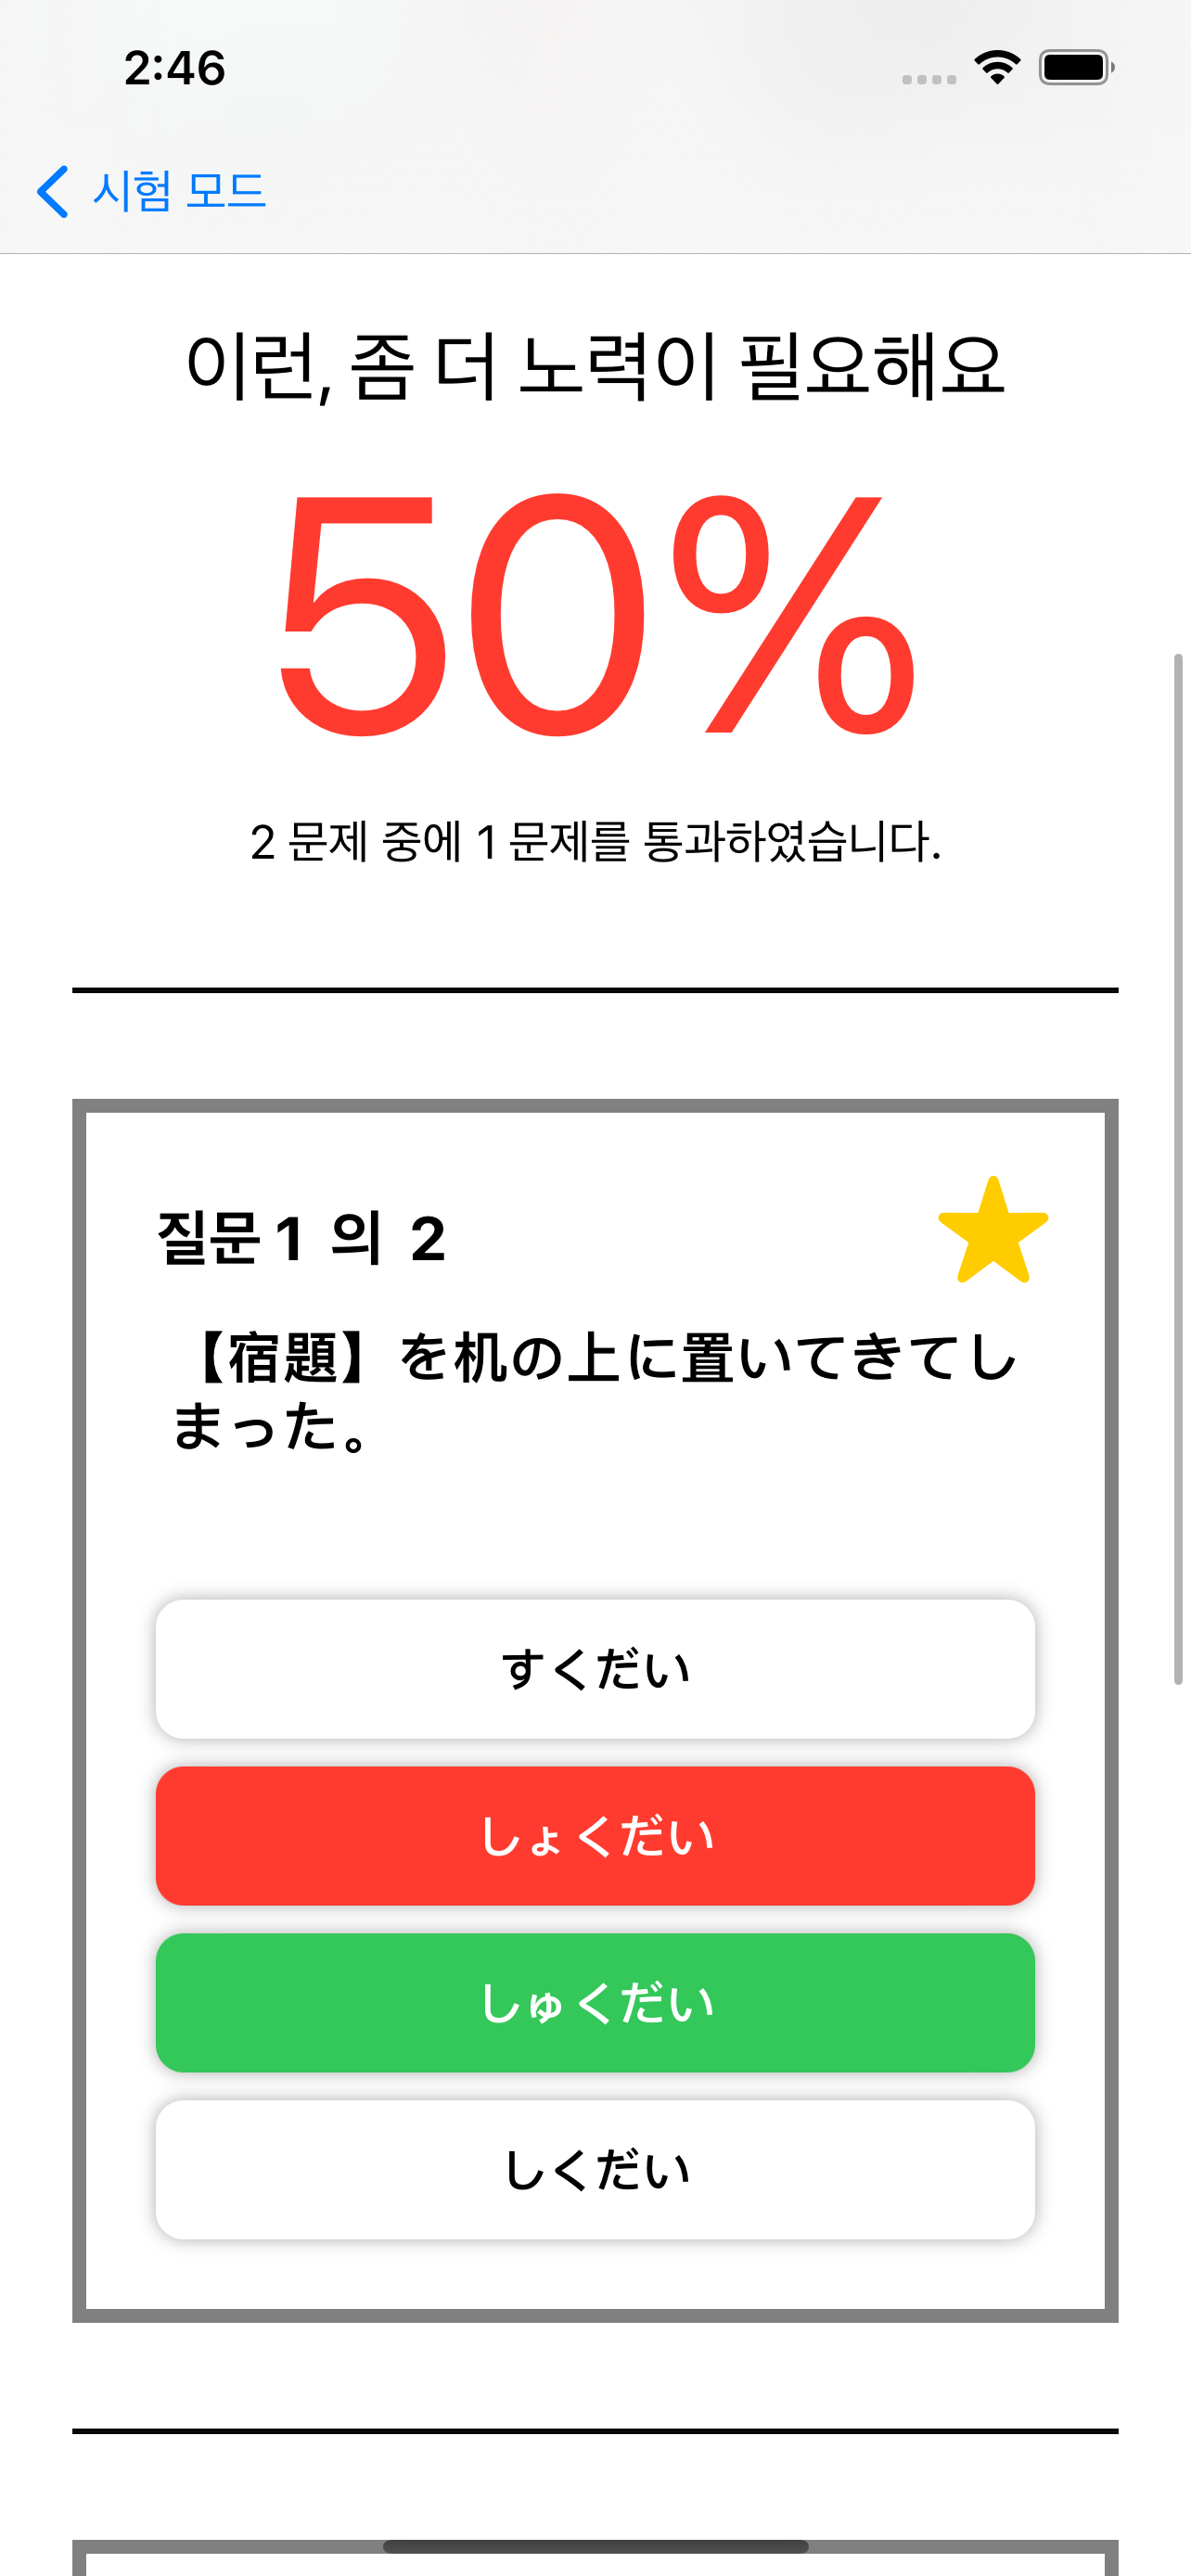 2:46
시험 모드
이런, 좀 더 노력이 필요해요
50%
2 문제 중에 1 문제를 통과하였습니다.
질문 1 의 2
【宿題】を机の上に置いてきてし
まった。
すくだい
しょくだい
しゅくだい
しくだい